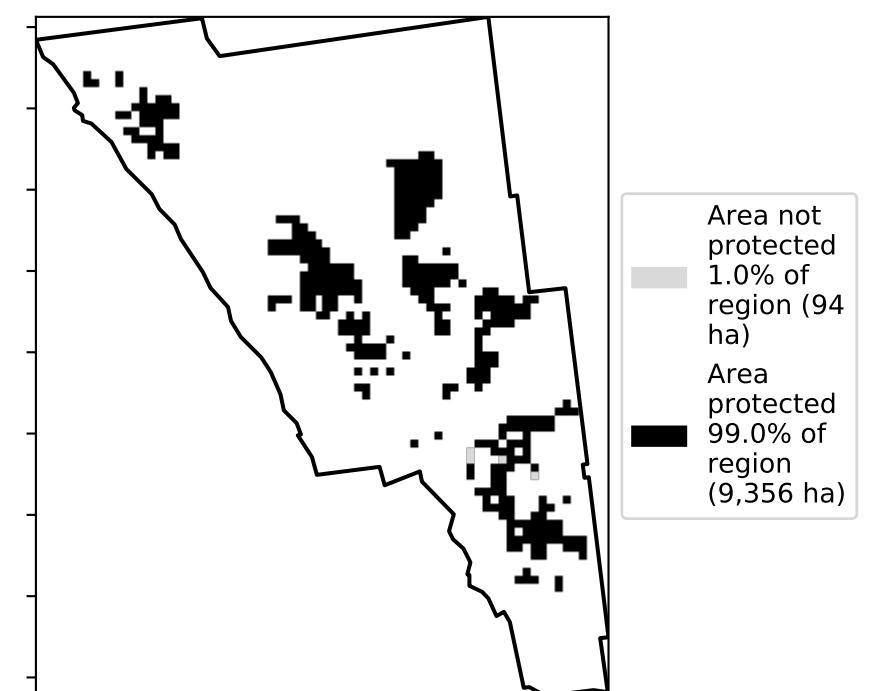 Area not
protected
1.0% of
region (94
ha)
Area
protected
99.0% of
region
(9,356 ha)